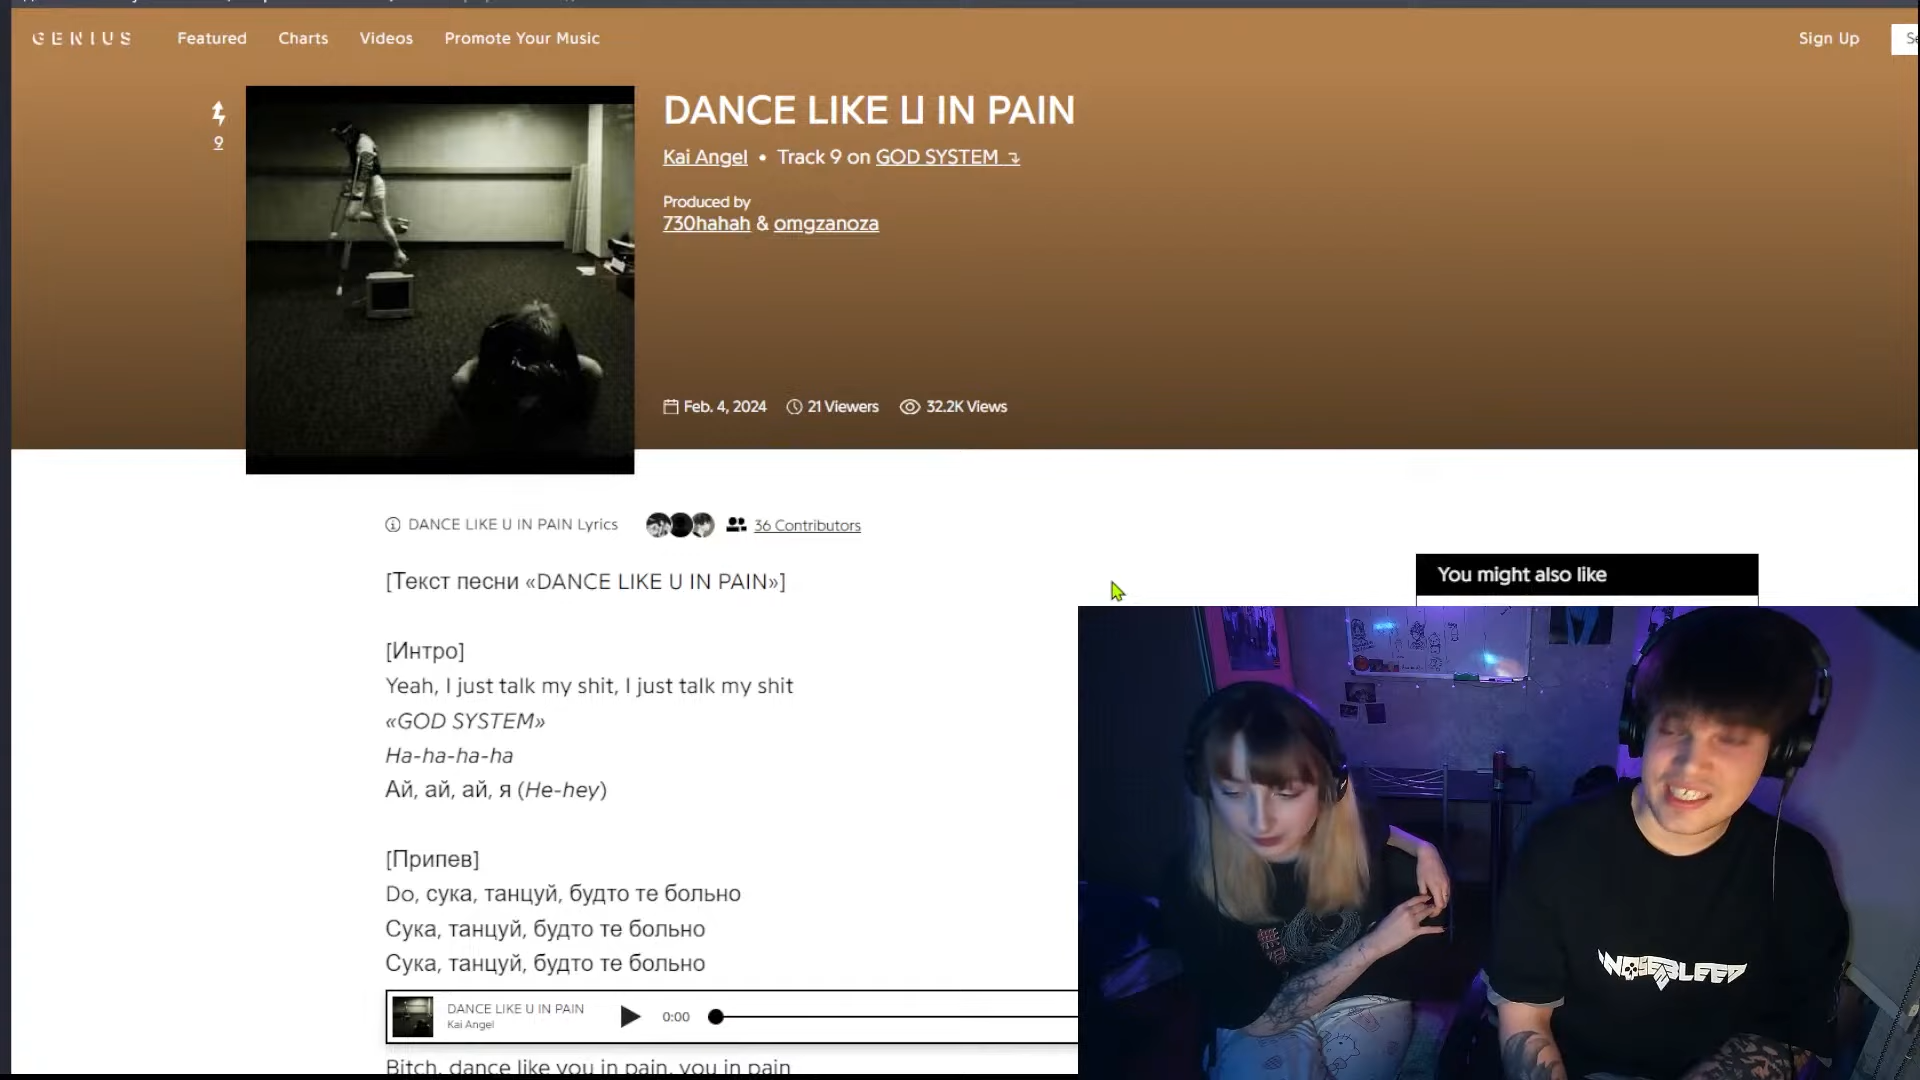 GENIUS
Featured Charts Videos Promote Your Music
Sign Up
9
DANCE LIKE U IN PAIN
Kai Angel • Track 9 on GOD SYSTEM
Produced by
730hahah & omgzanoza
Feb. 4, 2024 21 Viewers 32.2K Views
DANCE LIKE U IN PAIN Lyrics 36 Contributors
[Текст песни «DANCE LIKE U IN PAIN»]
You might also like
[Интро]
Yeah, I just talk my shit, I just talk my shit
«GOD SYSTEM»
Ha-ha-ha-ha
Ай, ай, ай, я (He-hey)
[Припев]
Do, сука, танцуй, будто те больно
Сука, танцуй, будто те больно
Сука, танцуй, будто те больно
DANCE LIKE U IN PAIN
Kai Angel
0:00
Bitch, dance like you in pain, you in pain
NOSEBLEED